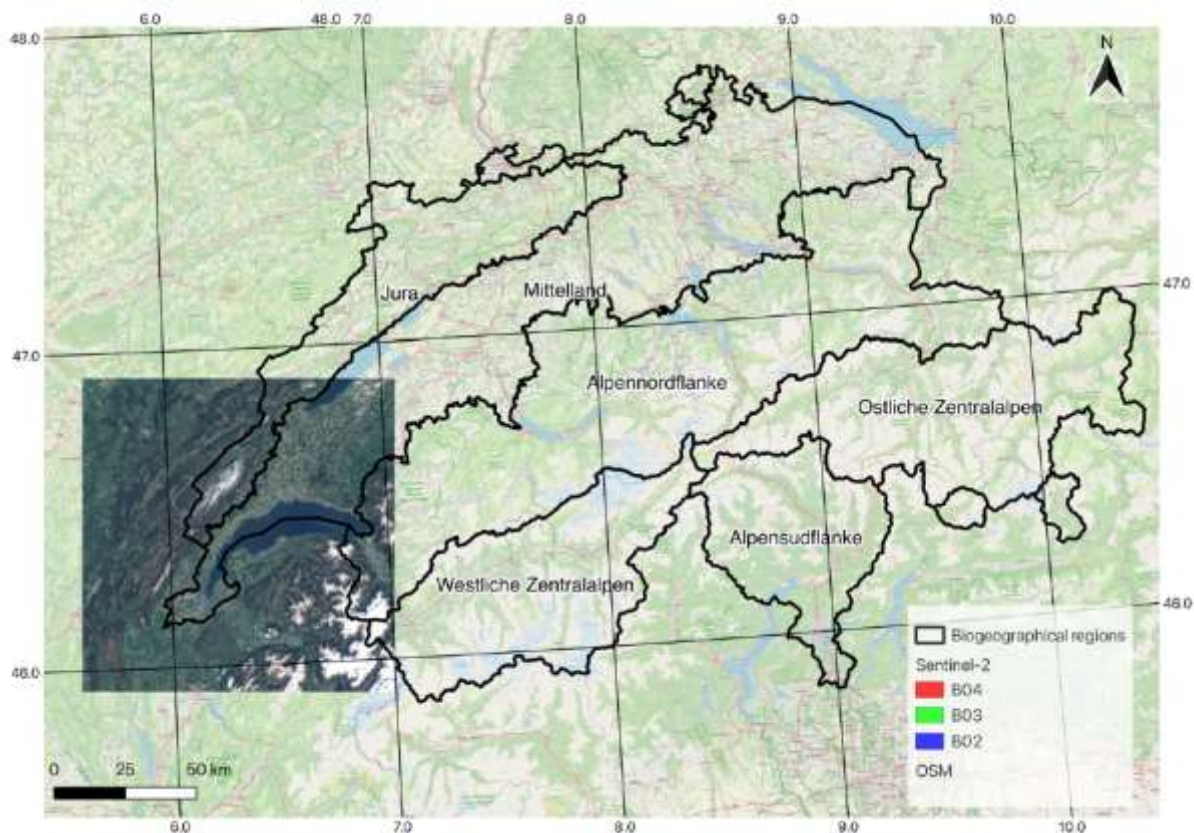 6.0 48.0 7.0 8.0 9.0 10.0
48.0
N
Jura
Mittelland
47.0
47.0
Alpennordflanke
Ostliche Zentralalpen
Alpensudflanke
Westliche Zentralalpen
46.0
46.0
Biogeographical regions
Sentinel-2
B04
B03
B02
OSM
0 25 50 km
6.0 7.0 8.0 9.0 10.0